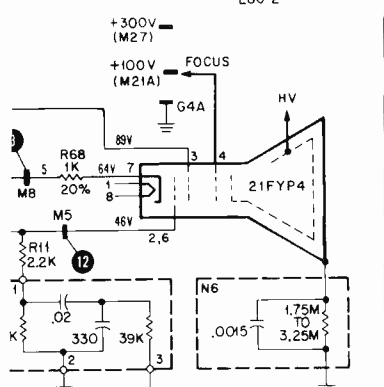 +300V
(M27)
+100V
(M21A)
FOCUS
G4A
HV
89V
3 4
R68
1K
20%
5
64V
7
1
8
M8
21FYP4
M5
46V
2,6
12
R11
2.2K
1
.02
330
39K
K
2
3
N6
.0015
1.75M
TO
3.25M